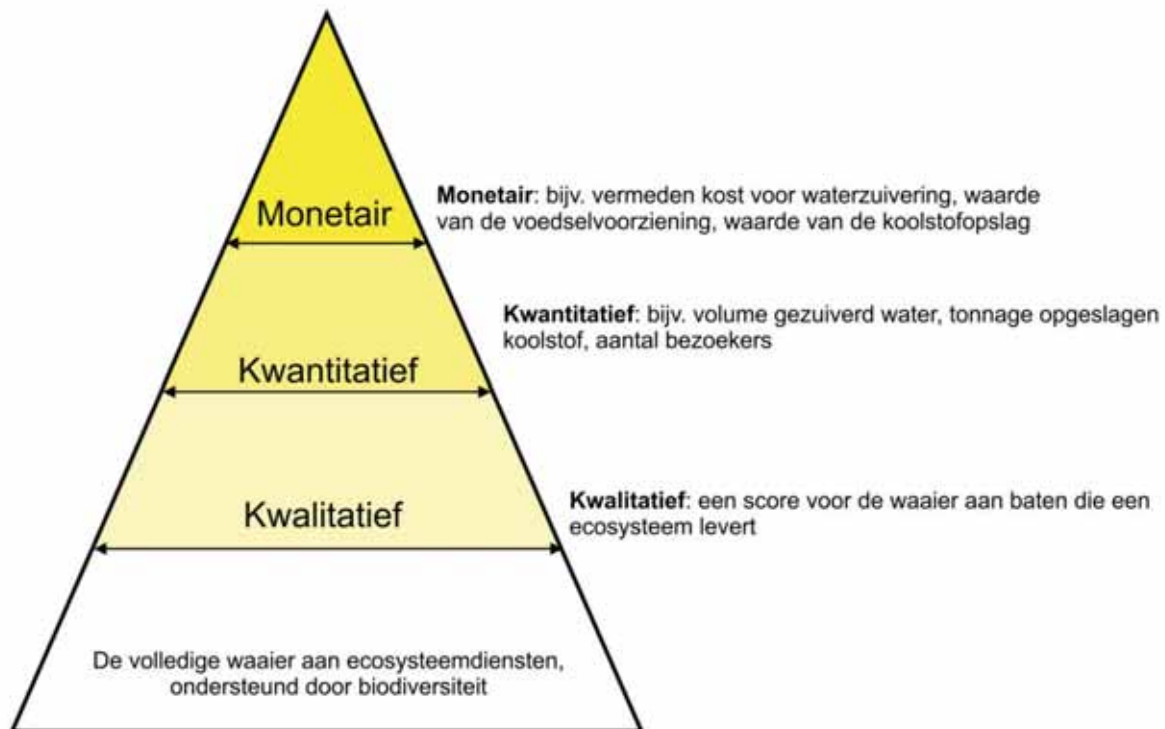 Monetair
Monetair: bijv. vermeden kost voor waterzuivering, waarde
van de voedselvoorziening, waarde van de koolstofopslag
Kwantitatief: bijv. volume gezuiverd water, tonnage opgeslagen
koolstof, aantal bezoekers
Kwantitatief
Kwalitatief: een score voor de waaier aan baten die een
ecosysteem levert
Kwalitatief
De volledige waaier aan ecosysteemdiensten,
ondersteund door biodiversiteit